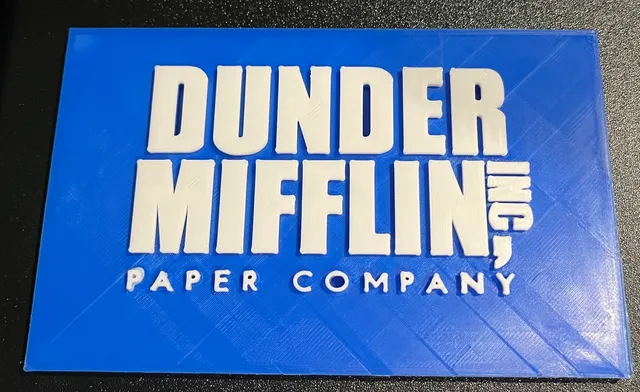 DUNDER
MIFFLIN
INC,
PAPER COMPANY